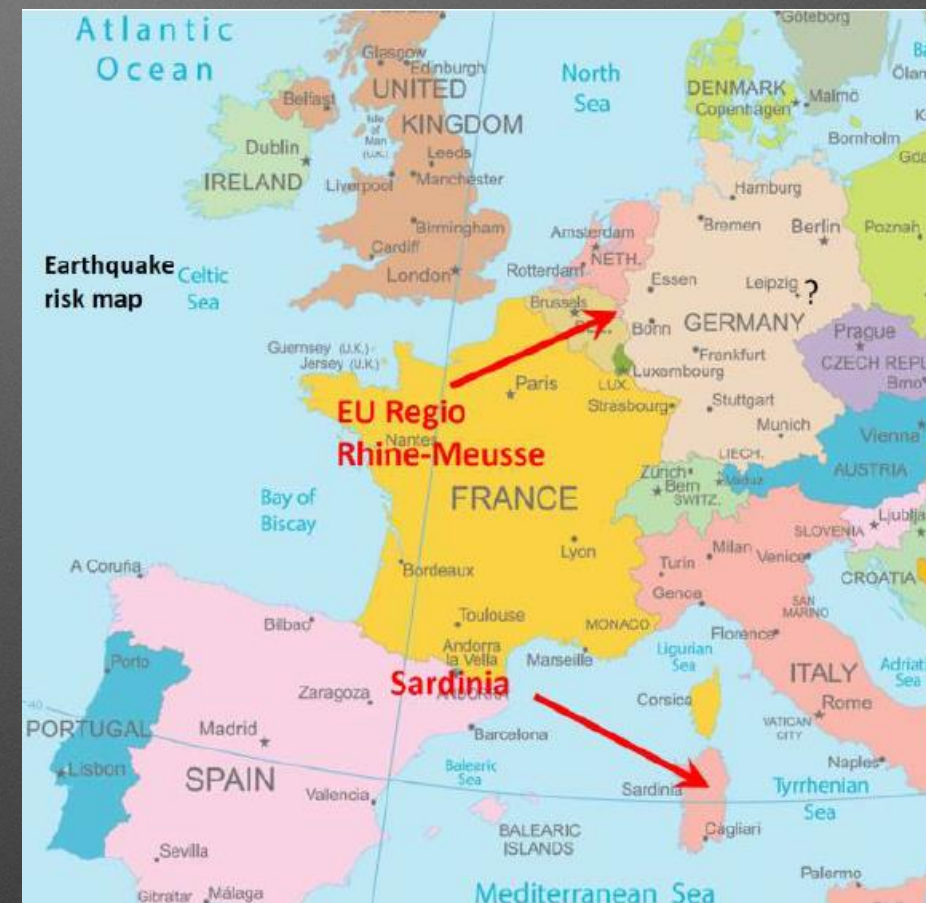 Atlantic
Ocean
Göteborg
Glasgow
Edinburgh
North
Sea
DENMARK
Copenhagen
Malmö
UNITED
KINGDOM
Belfast
Isle
of
Man
(U.K.)
Bornholm
Dublin
IRELAND
Leeds
Liverpool
Manchester
Hamburg
Birmingham
Bremen
Berlin
Poznań
Amsterdam
NETH.
Cardiff
London
Rotterdam
Earthquake
risk map
Celtic
Sea
Essen
Leipzig
?
Brussels
BEL.
Bonn
GERMANY
Prague
Guernsey (U.K.)
Jersey (U.K.)
Frankfurt
CZECH REPU
Brno
Luxembourg
LUX.
Paris
Strasbourg
Stuttgart
EU Regio
Rhine-Meusse
Nantes
Munich
Vienna
LIECH.
Vaduz
AUSTRIA
Zürich
Bern
SWITZ.
Bay of
Biscay
FRANCE
Ljublja
SLOVENIA
Lyon
Milan
Venice
Turin
CROATIA
A Coruña
Bordeaux
Genoa
SAN
MARINO
Bilbao
Toulouse
MONACO
Florence
Andorra
la Vella
ANDORRA
Marseille
Ligurian
Sea
Porto
ITALY
Adriati
Sea
Sardinia
Zaragoza
Corsica
Rome
VATICAN
CITY
40
PORTUGAL
Madrid
Barcelona
Naples
Lisbon
SPAIN
Balearic
Sea
Sardinia
Tyrrhenian
Sea
Valencia
BALEARIC
ISLANDS
Cagliari
Sevilla
Palermo
Gibraltar
Málaga
Mediterranean Sea